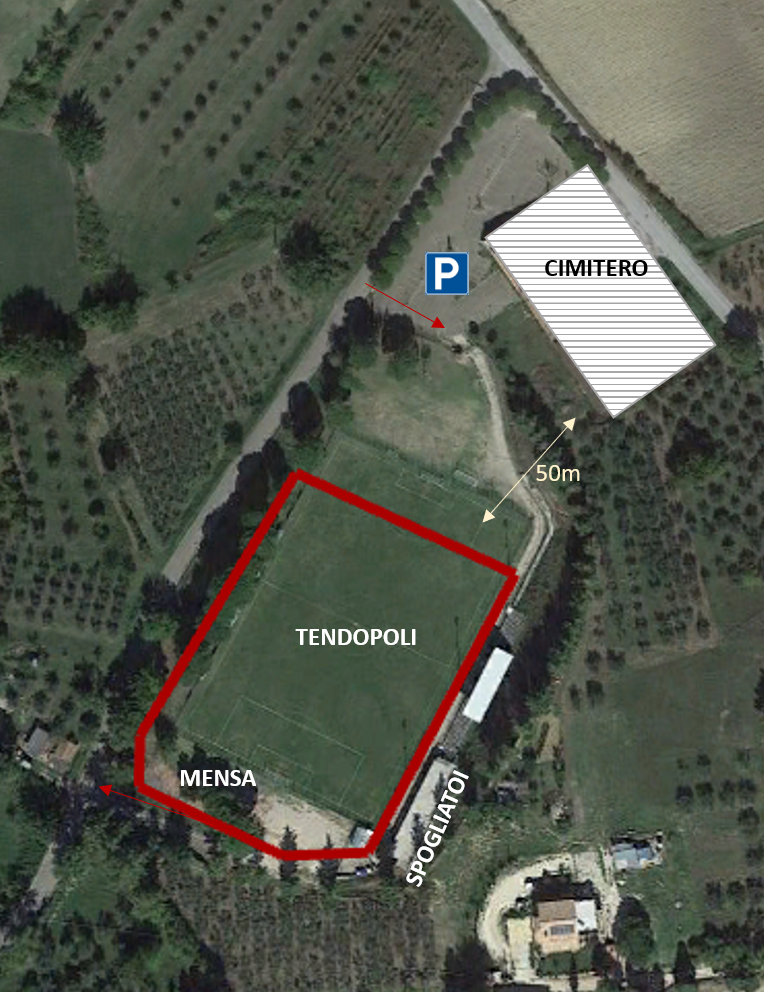 P
CIMITERO
50m
TENDOPOLI
MENSA
SPOGLIATOI